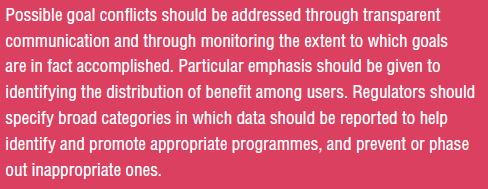 Possible goal conflicts should be addressed through transparent
communication and through monitoring the extent to which goals
are in fact accomplished. Particular emphasis should be given to
identifying the distribution of benefit among users. Regulators should
specify broad categories in which data should be reported to help
identify and promote appropriate programmes, and prevent or phase
out inappropriate ones.